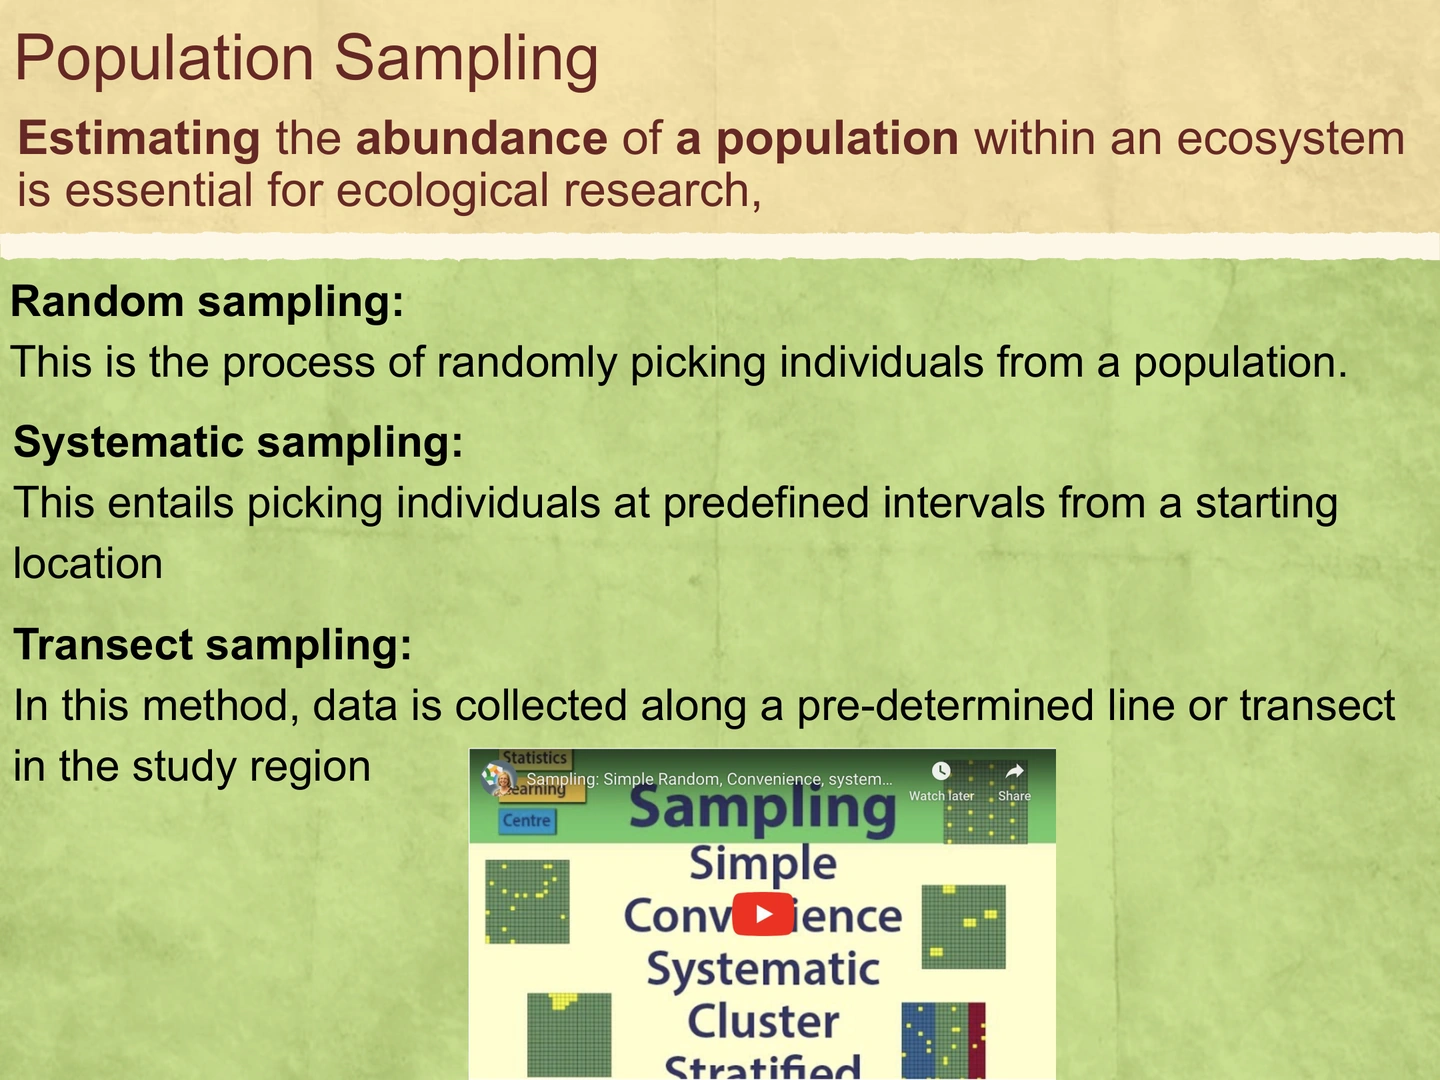 Population Sampling
Estimating the abundance of a population within an ecosystem
is essential for ecological research,
Random sampling:
This is the process of randomly picking individuals from a population.
Systematic sampling:
This entails picking individuals at predefined intervals from a starting
location
Transect sampling:
In this method, data is collected along a pre-determined line or transect
in the study region
Statistics
Learning
Centre
Sampling: Simple Random, Convenience, system...
Watch later
Share
Sampling
Simple
Systematic
Cluster
Stratified